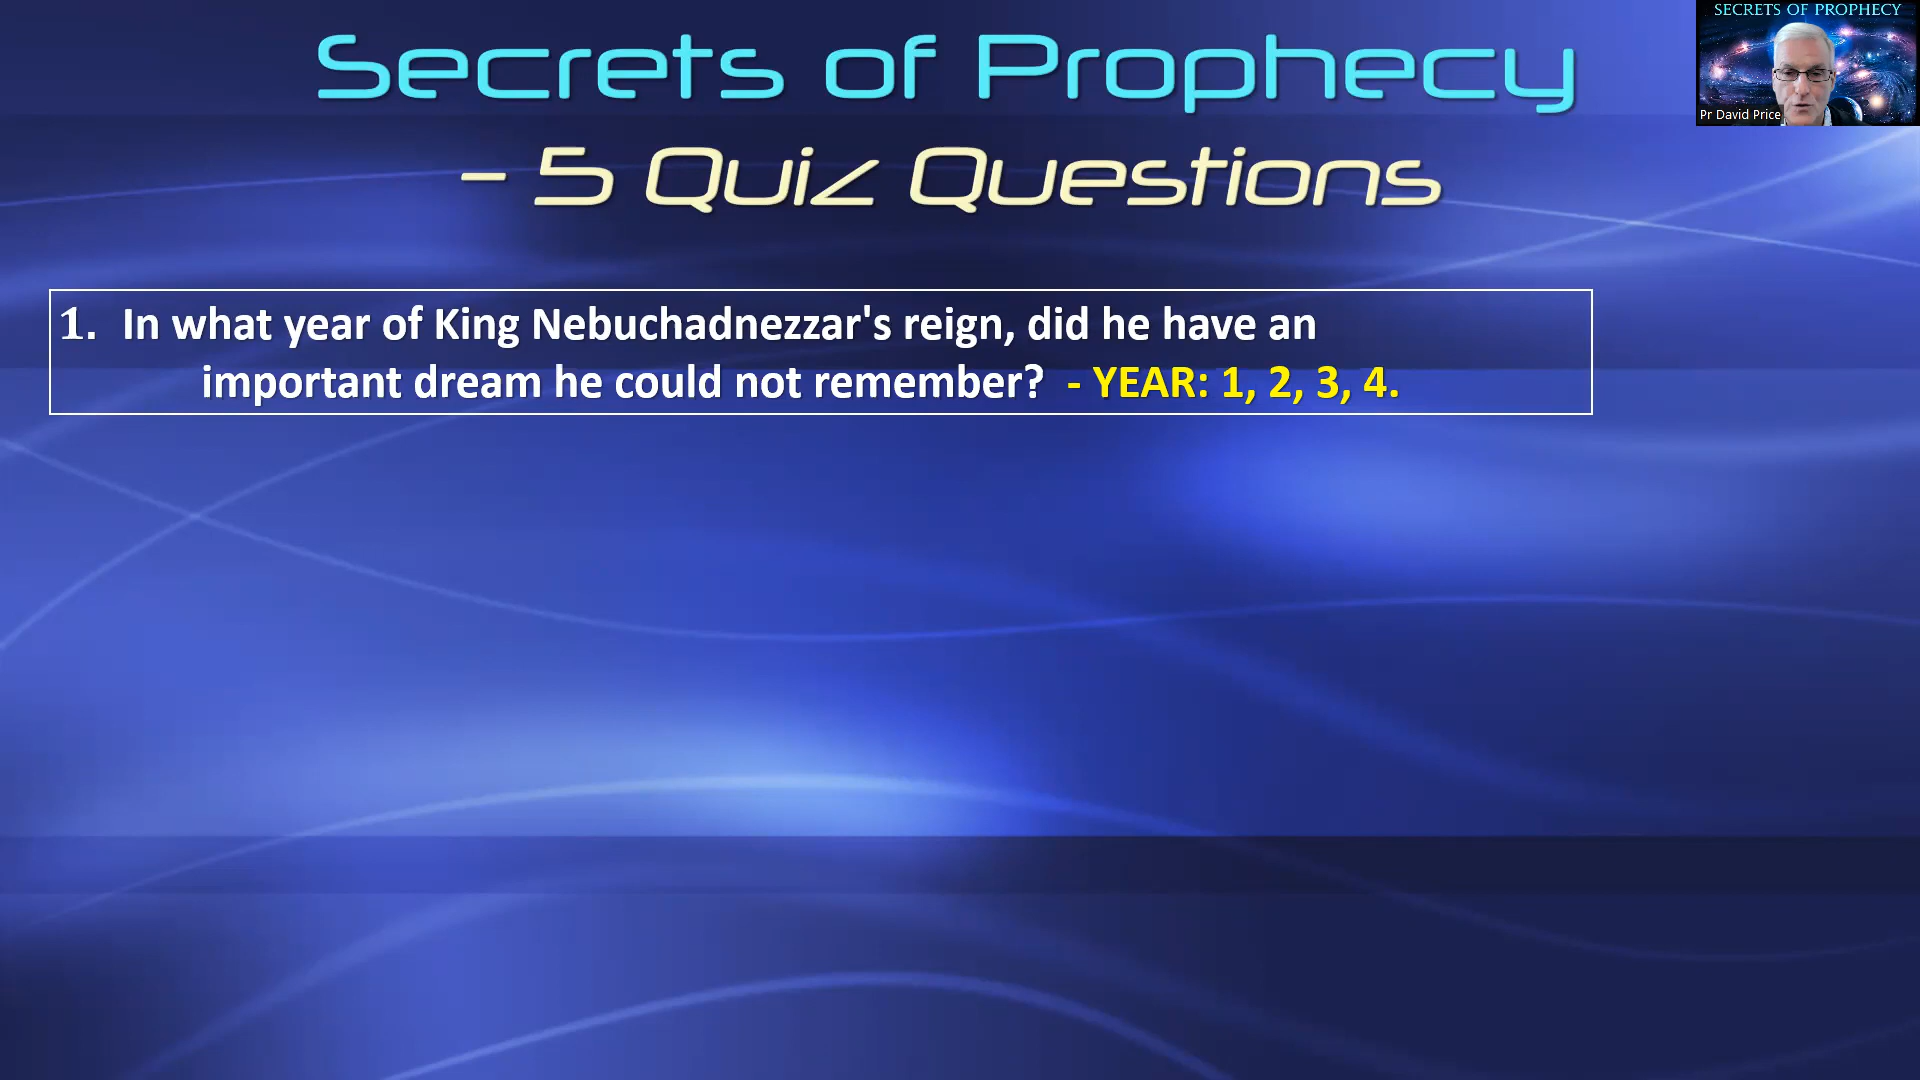 Secrets of Prophecy
- 5 Quiz Questions
SECRETS OF PROPHECY
Pr David Price
1. In what year of King Nebuchadnezzar's reign, did he have an
important dream he could not remember? - YEAR: 1, 2, 3, 4.